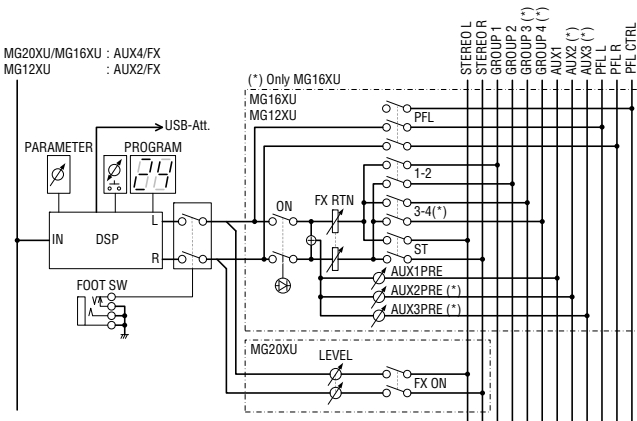 MG20XU/MG16XU : AUX4/FX
MG12XU : AUX2/FX
STEREO L
STEREO R
GROUP 1
GROUP 2
GROUP 3 (*)
GROUP 4 (*)
AUX1
AUX2 (*)
AUX3 (*)
PFL L
PFL R
PFL CTRL
(*) Only MG16XU
MG16XU
MG12XU
PFL
USB-Att.
PARAMETER
PROGRAM
24
1-2
ON
FX RTN
3-4(*)
L
IN
DSP
R
ST
AUX1PRE
AUX2PRE (*)
AUX3PRE (*)
FOOT SW
MG20XU
LEVEL
FX ON